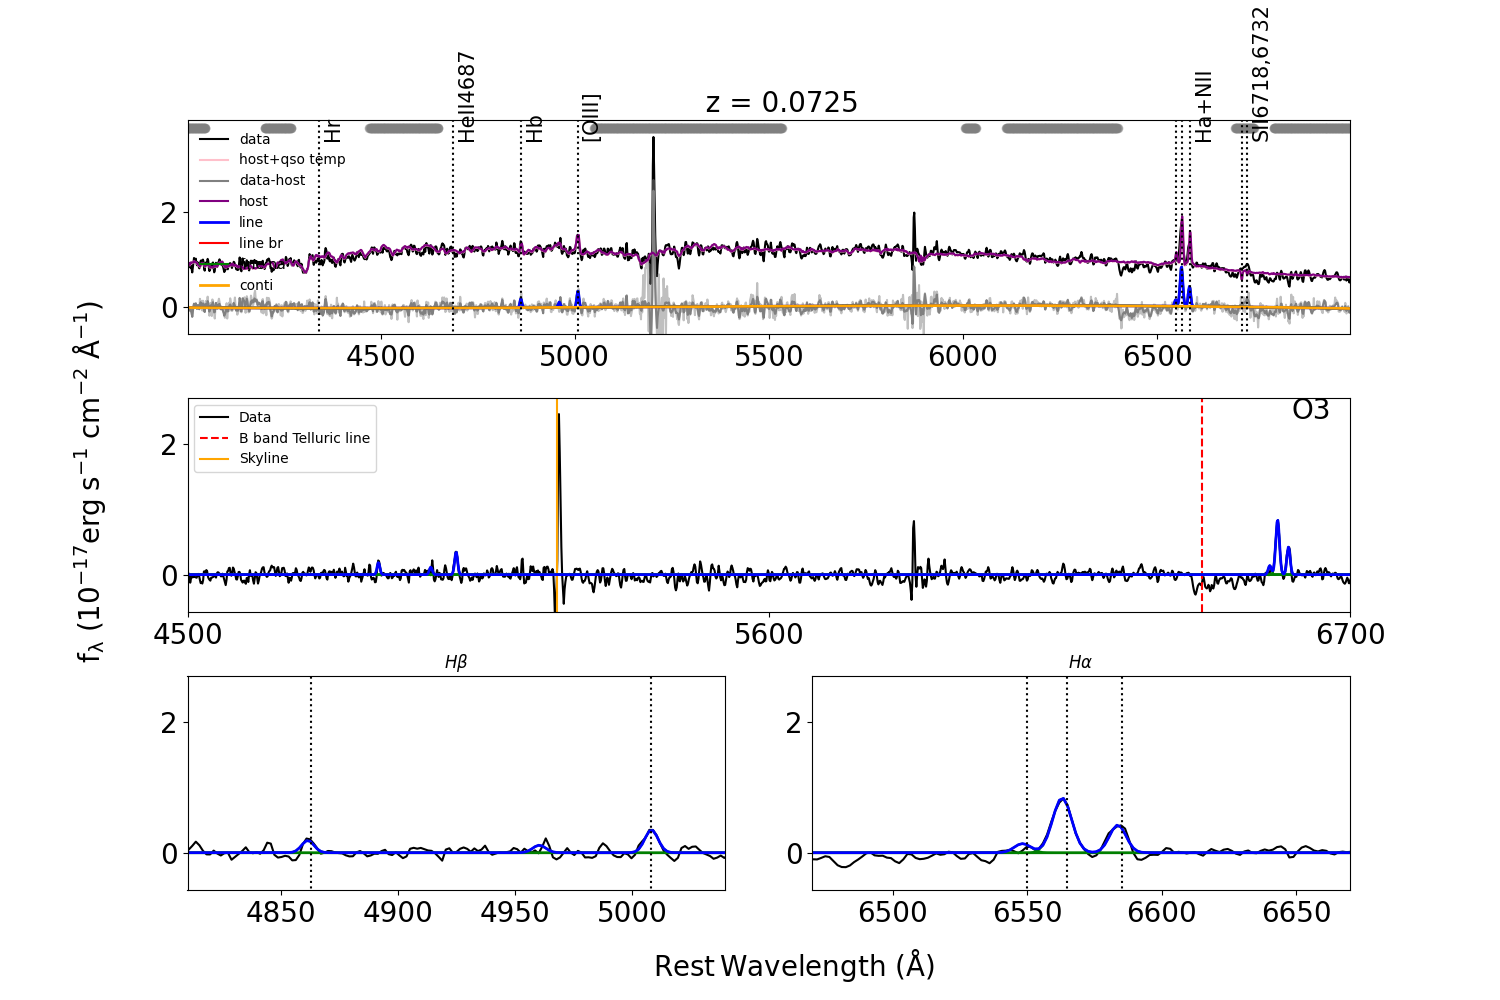 z = 0.0725
Hr
HeII4687
Hb
[OIII]
Ha+NII
SII6718,6732
data
host+qso temp
data-host
host
line
line br
conti
2
0
4500 5000 5500 6000 6500
fλ (10⁻¹⁷erg s⁻¹ cm⁻² Å⁻¹)
O3
Data
B band Telluric line
Skyline
2
0
4500 5600 6700
Hβ
2
0
4850 4900 4950 5000
Hα
2
0
6500 6550 6600 6650
Rest Wavelength (Å)